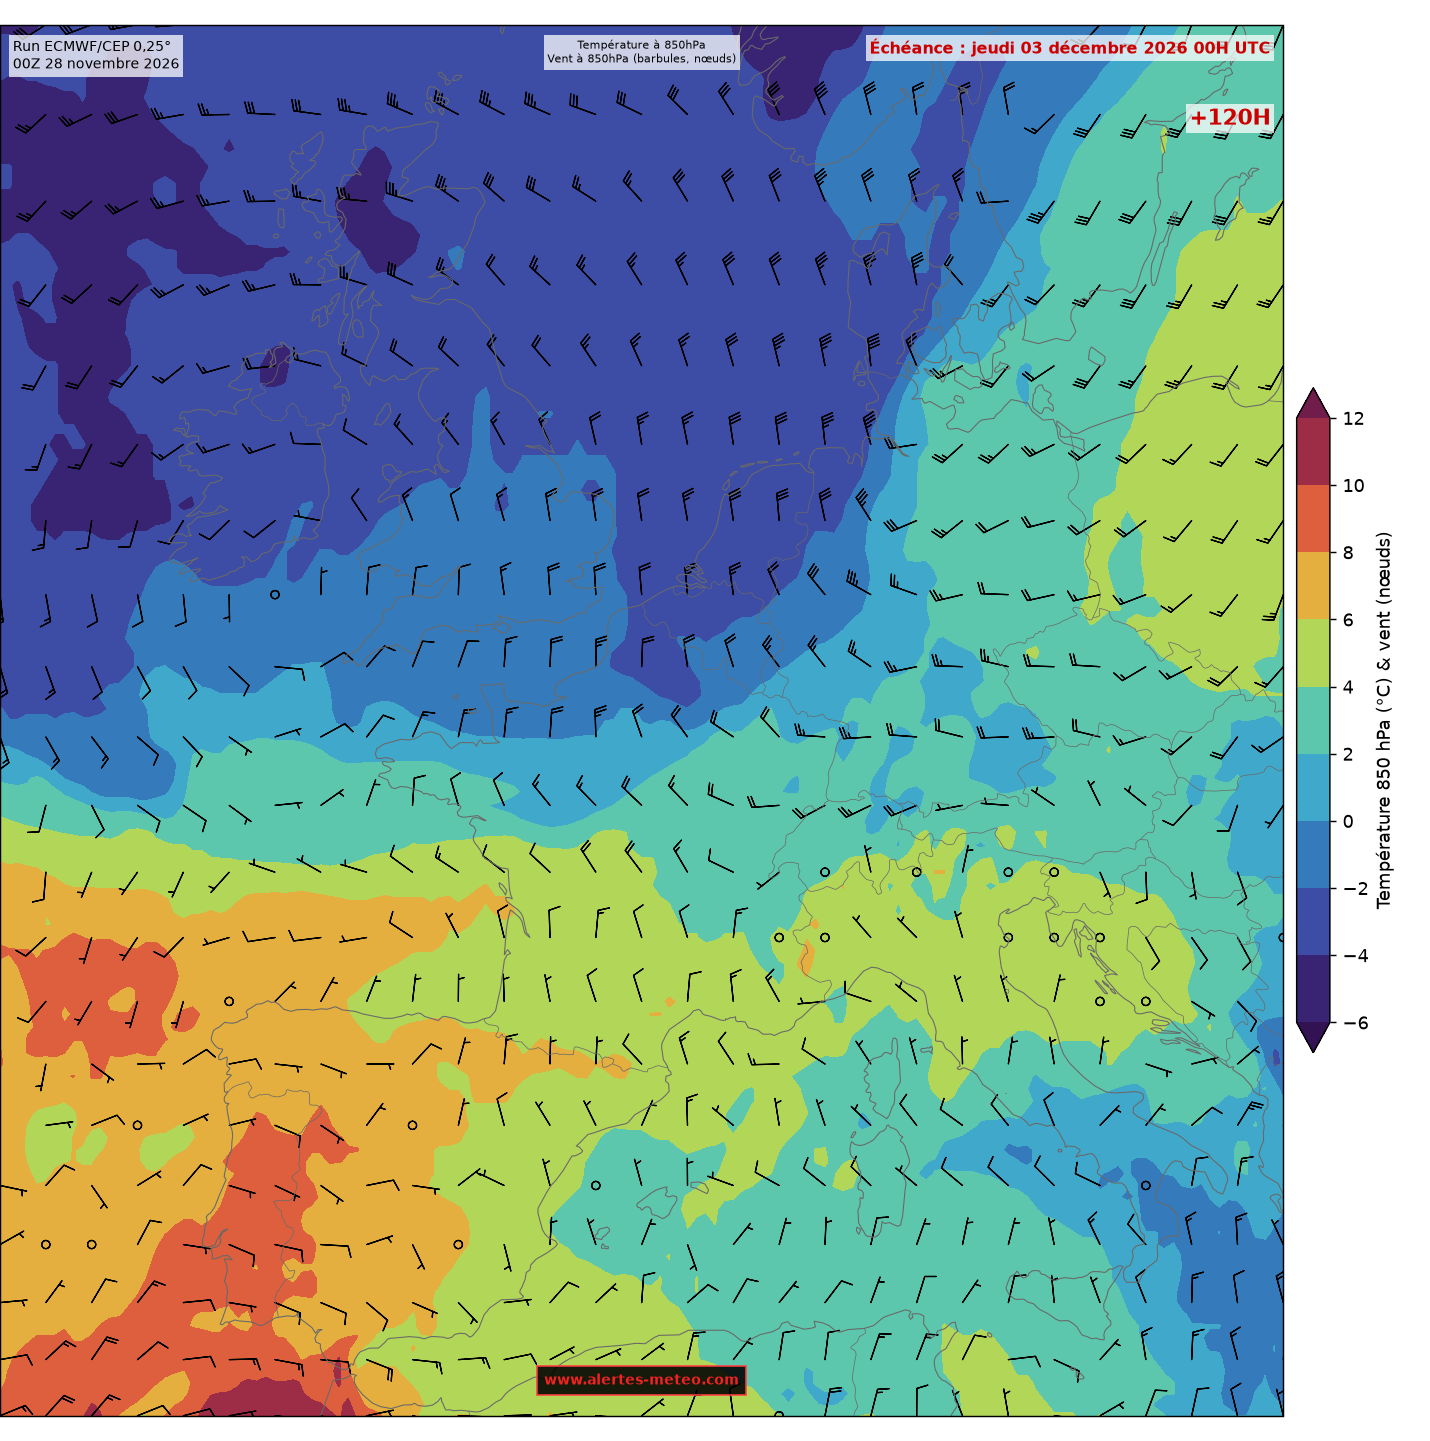 Run ECMWF/CEP 0,25°
00Z 28 novembre 2026
Température à 850hPa
Vent à 850hPa (barbules, nœuds)
Échéance : jeudi 03 décembre 2026 00H UTC
+120H
12
10
8
6
4
2
0
−2
−4
−6
Température 850 hPa (°C) & vent (nœuds)
www.alertes-meteo.com